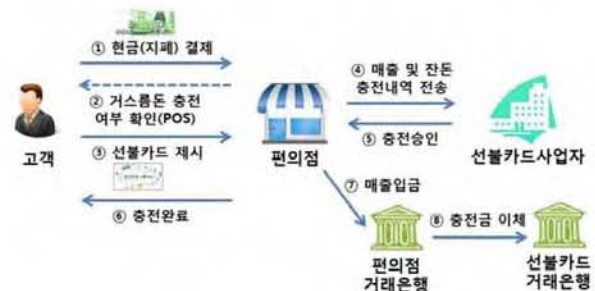 ① 현금(지폐) 결제
② 거스름돈 충전
여부 확인(POS)
③ 선불카드 제시
⑥ 충전완료
고객
편의점
④ 매출 및 잔돈
충전내역 전송
⑤ 충전승인
선불카드사업자
⑦ 매출입금
⑧ 충전금 이체
편의점
거래은행
선불카드
거래은행